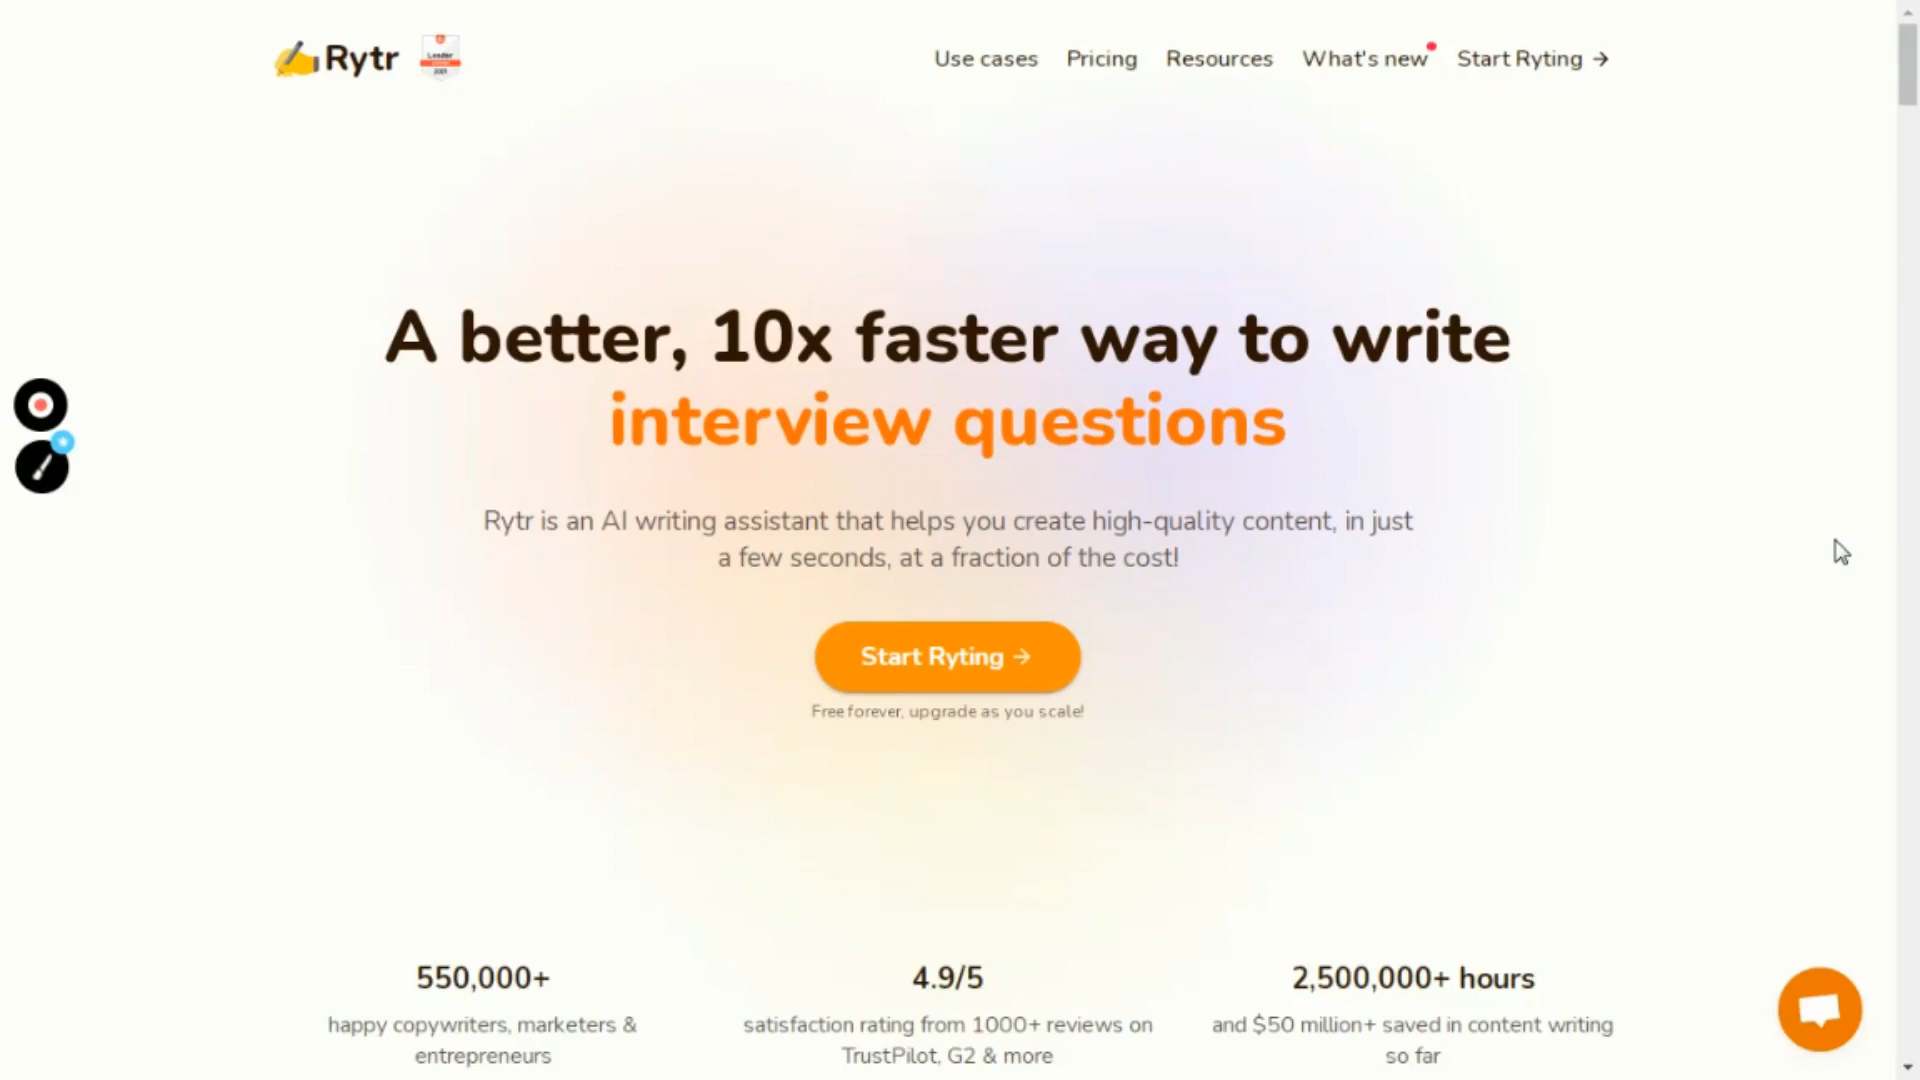 Rytr
Leader
2021
Use cases
Pricing
Resources
What's new
Start Ryting →
A better, 10x faster way to write
interview questions
Rytr is an AI writing assistant that helps you create high-quality content, in just
a few seconds, at a fraction of the cost!
Start Ryting →
Free forever, upgrade as you scale!
550,000+
happy copywriters, marketers &
entrepreneurs
4.9/5
satisfaction rating from 1000+ reviews on
TrustPilot, G2 & more
2,500,000+ hours
and $50 million+ saved in content writing
so far